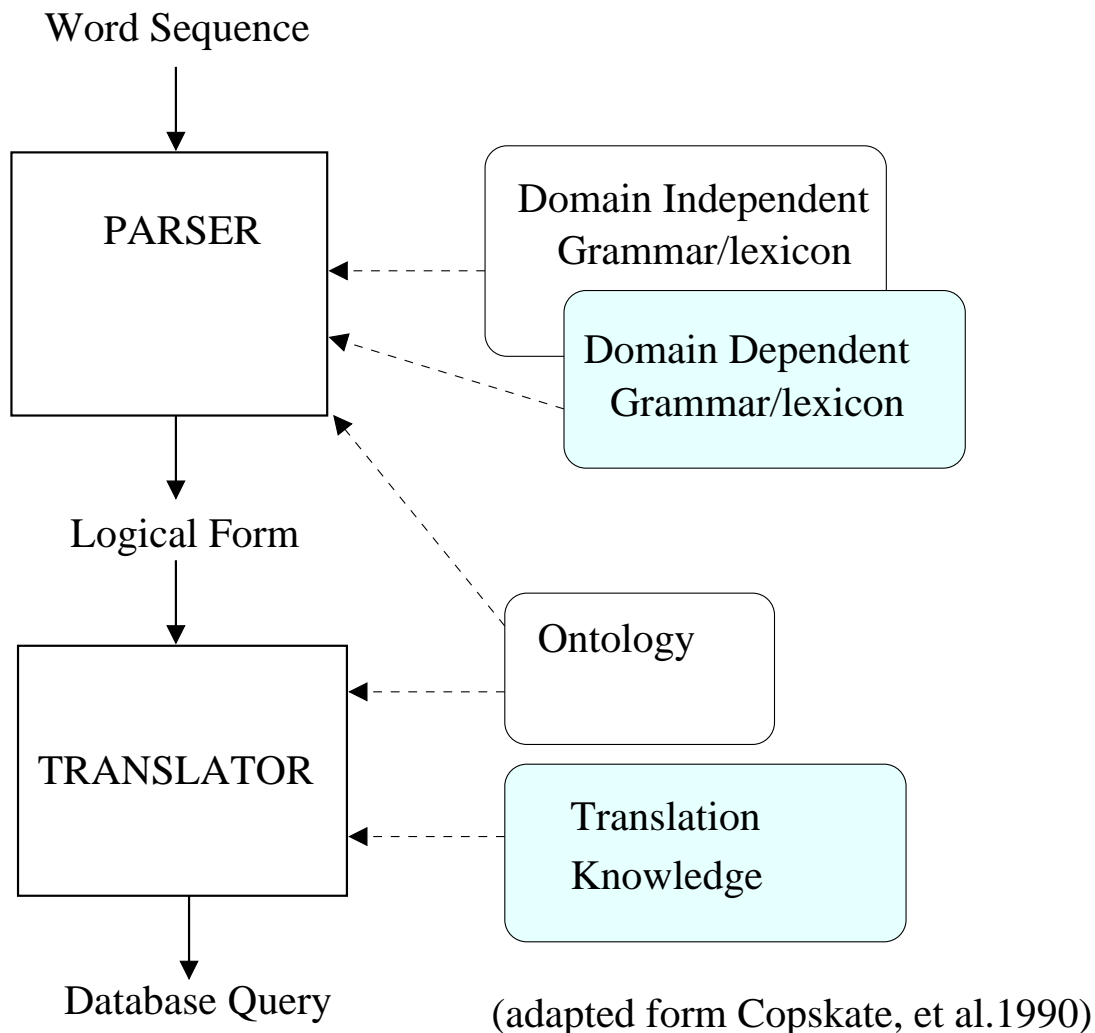 Word Sequence
PARSER
Domain Independent
Grammar/lexicon
Domain Dependent
Grammar/lexicon
Logical Form
Ontology
TRANSLATOR
Translation
Knowledge
Database Query
(adapted form Copskate, et al.1990)